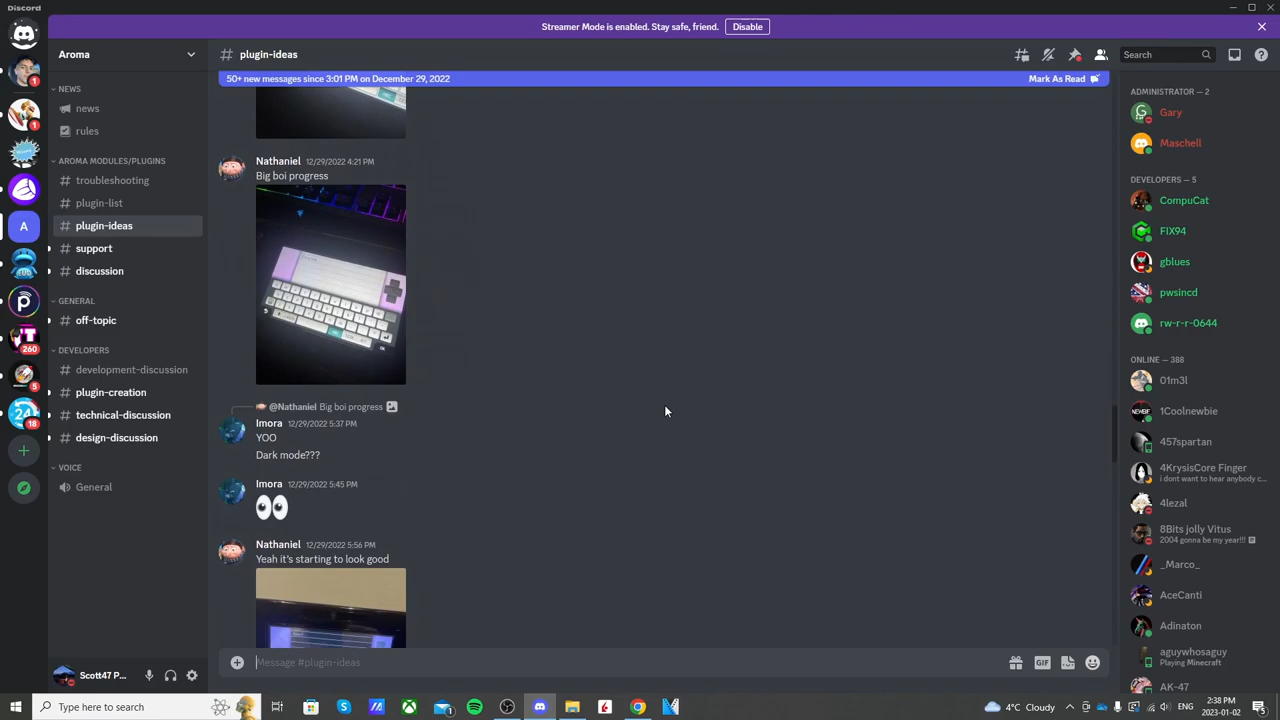 Discord
Streamer Mode is enabled. Stay safe, friend.
Disable
Aroma
plugin-ideas
Search
50+ new messages since 3:01 PM on December 29, 2022
Mark As Read
NEWS
news
rules
AROMA MODULES/PLUGINS
troubleshooting
plugin-list
plugin-ideas
support
discussion
GENERAL
off-topic
DEVELOPERS
development-discussion
plugin-creation
technical-discussion
design-discussion
VOICE
General
1
1
260
5
18
A
Nathaniel 12/29/2022 4:21 PM
Big boi progress
@Nathaniel Big boi progress
Imora 12/29/2022 5:37 PM
YOO
Dark mode???
Imora 12/29/2022 5:45 PM
Nathaniel 12/29/2022 5:56 PM
Yeah it's starting to look good
Message #plugin-ideas
GIF
ADMINISTRATOR — 2
Gary
Maschell
DEVELOPERS — 5
CompuCat
FIX94
gblues
pwsincd
rw-r-r-0644
ONLINE — 388
01m3l
1Coolnewbie
457spartan
4KrysisCore Finger
i dont want to hear anybody c...
4lezal
8Bits jolly Vitus
2004 gonna be my year!!!
_Marco_
AceCanti
Adinaton
aguywhosaguy
Playing Minecraft
AK-47
Scott47 P...
Type here to search
4°C Cloudy
2:38 PM
2023-01-02